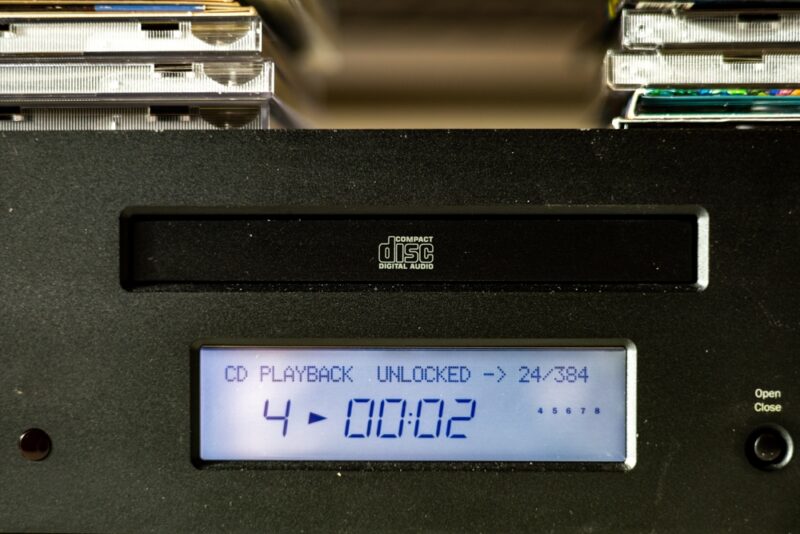 COMPACT
disc
DIGITAL AUDIO
CD PLAYBACK UNLOCKED -> 24/384
4 ► 00:02
4 5 6 7 8
Open
Close